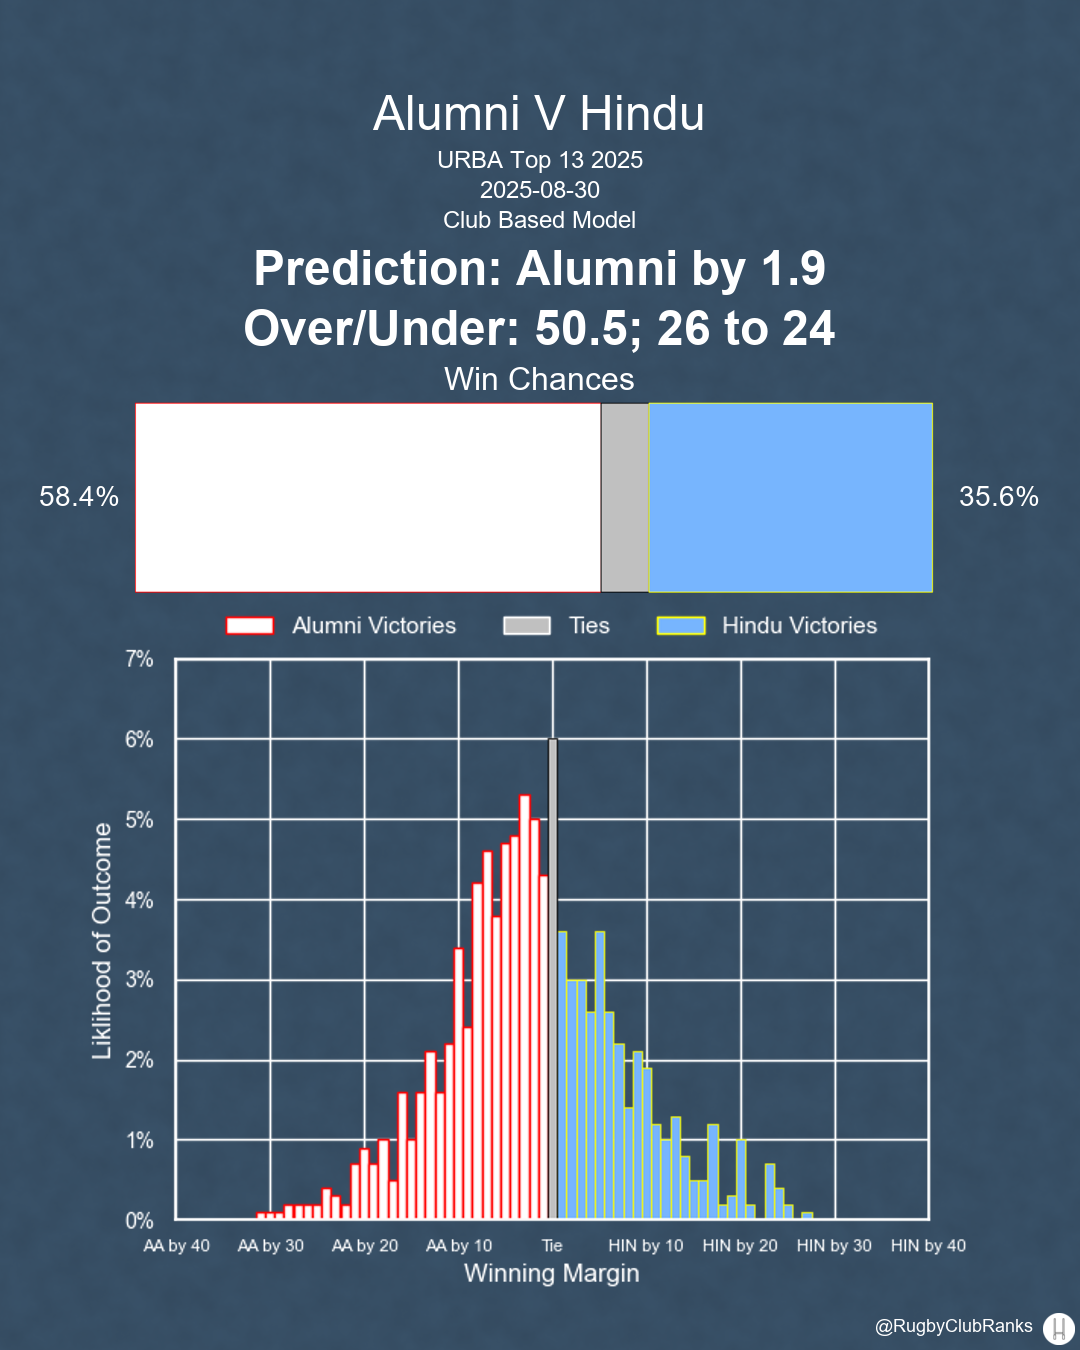 Alumni V Hindu
URBA Top 13 2025
2025-08-30
Club Based Model
Prediction: Alumni by 1.9
Over/Under: 50.5; 26 to 24
Win Chances
58.4%
35.6%
Alumni Victories Ties Hindu Victories
7%
6%
5%
4%
3%
2%
1%
0%
Liklihood of Outcome
AA by 40 AA by 30 AA by 20 AA by 10 Tie HIN by 10 HIN by 20 HIN by 30 HIN by 40
Winning Margin
@RugbyClubRanks